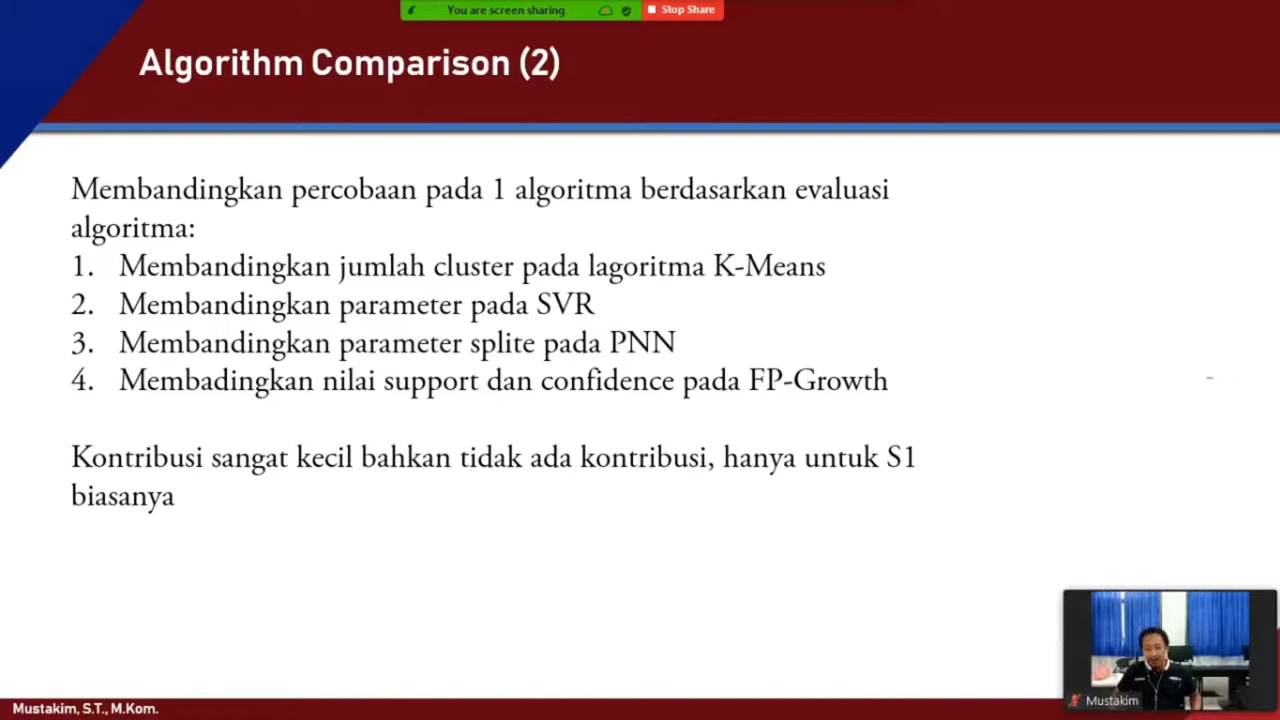 You are screen sharing
Stop Share
Algorithm Comparison (2)
Membandingkan percobaan pada 1 algoritma berdasarkan evaluasi
algoritma:
1. Membandingkan jumlah cluster pada lagoritma K-Means
2. Membandingkan parameter pada SVR
3. Membandingkan parameter splite pada PNN
4. Membadingkan nilai support dan confidence pada FP-Growth
Kontribusi sangat kecil bahkan tidak ada kontribusi, hanya untuk S1
biasanya
Mustakim
Mustakim, S.T., M.Kom.